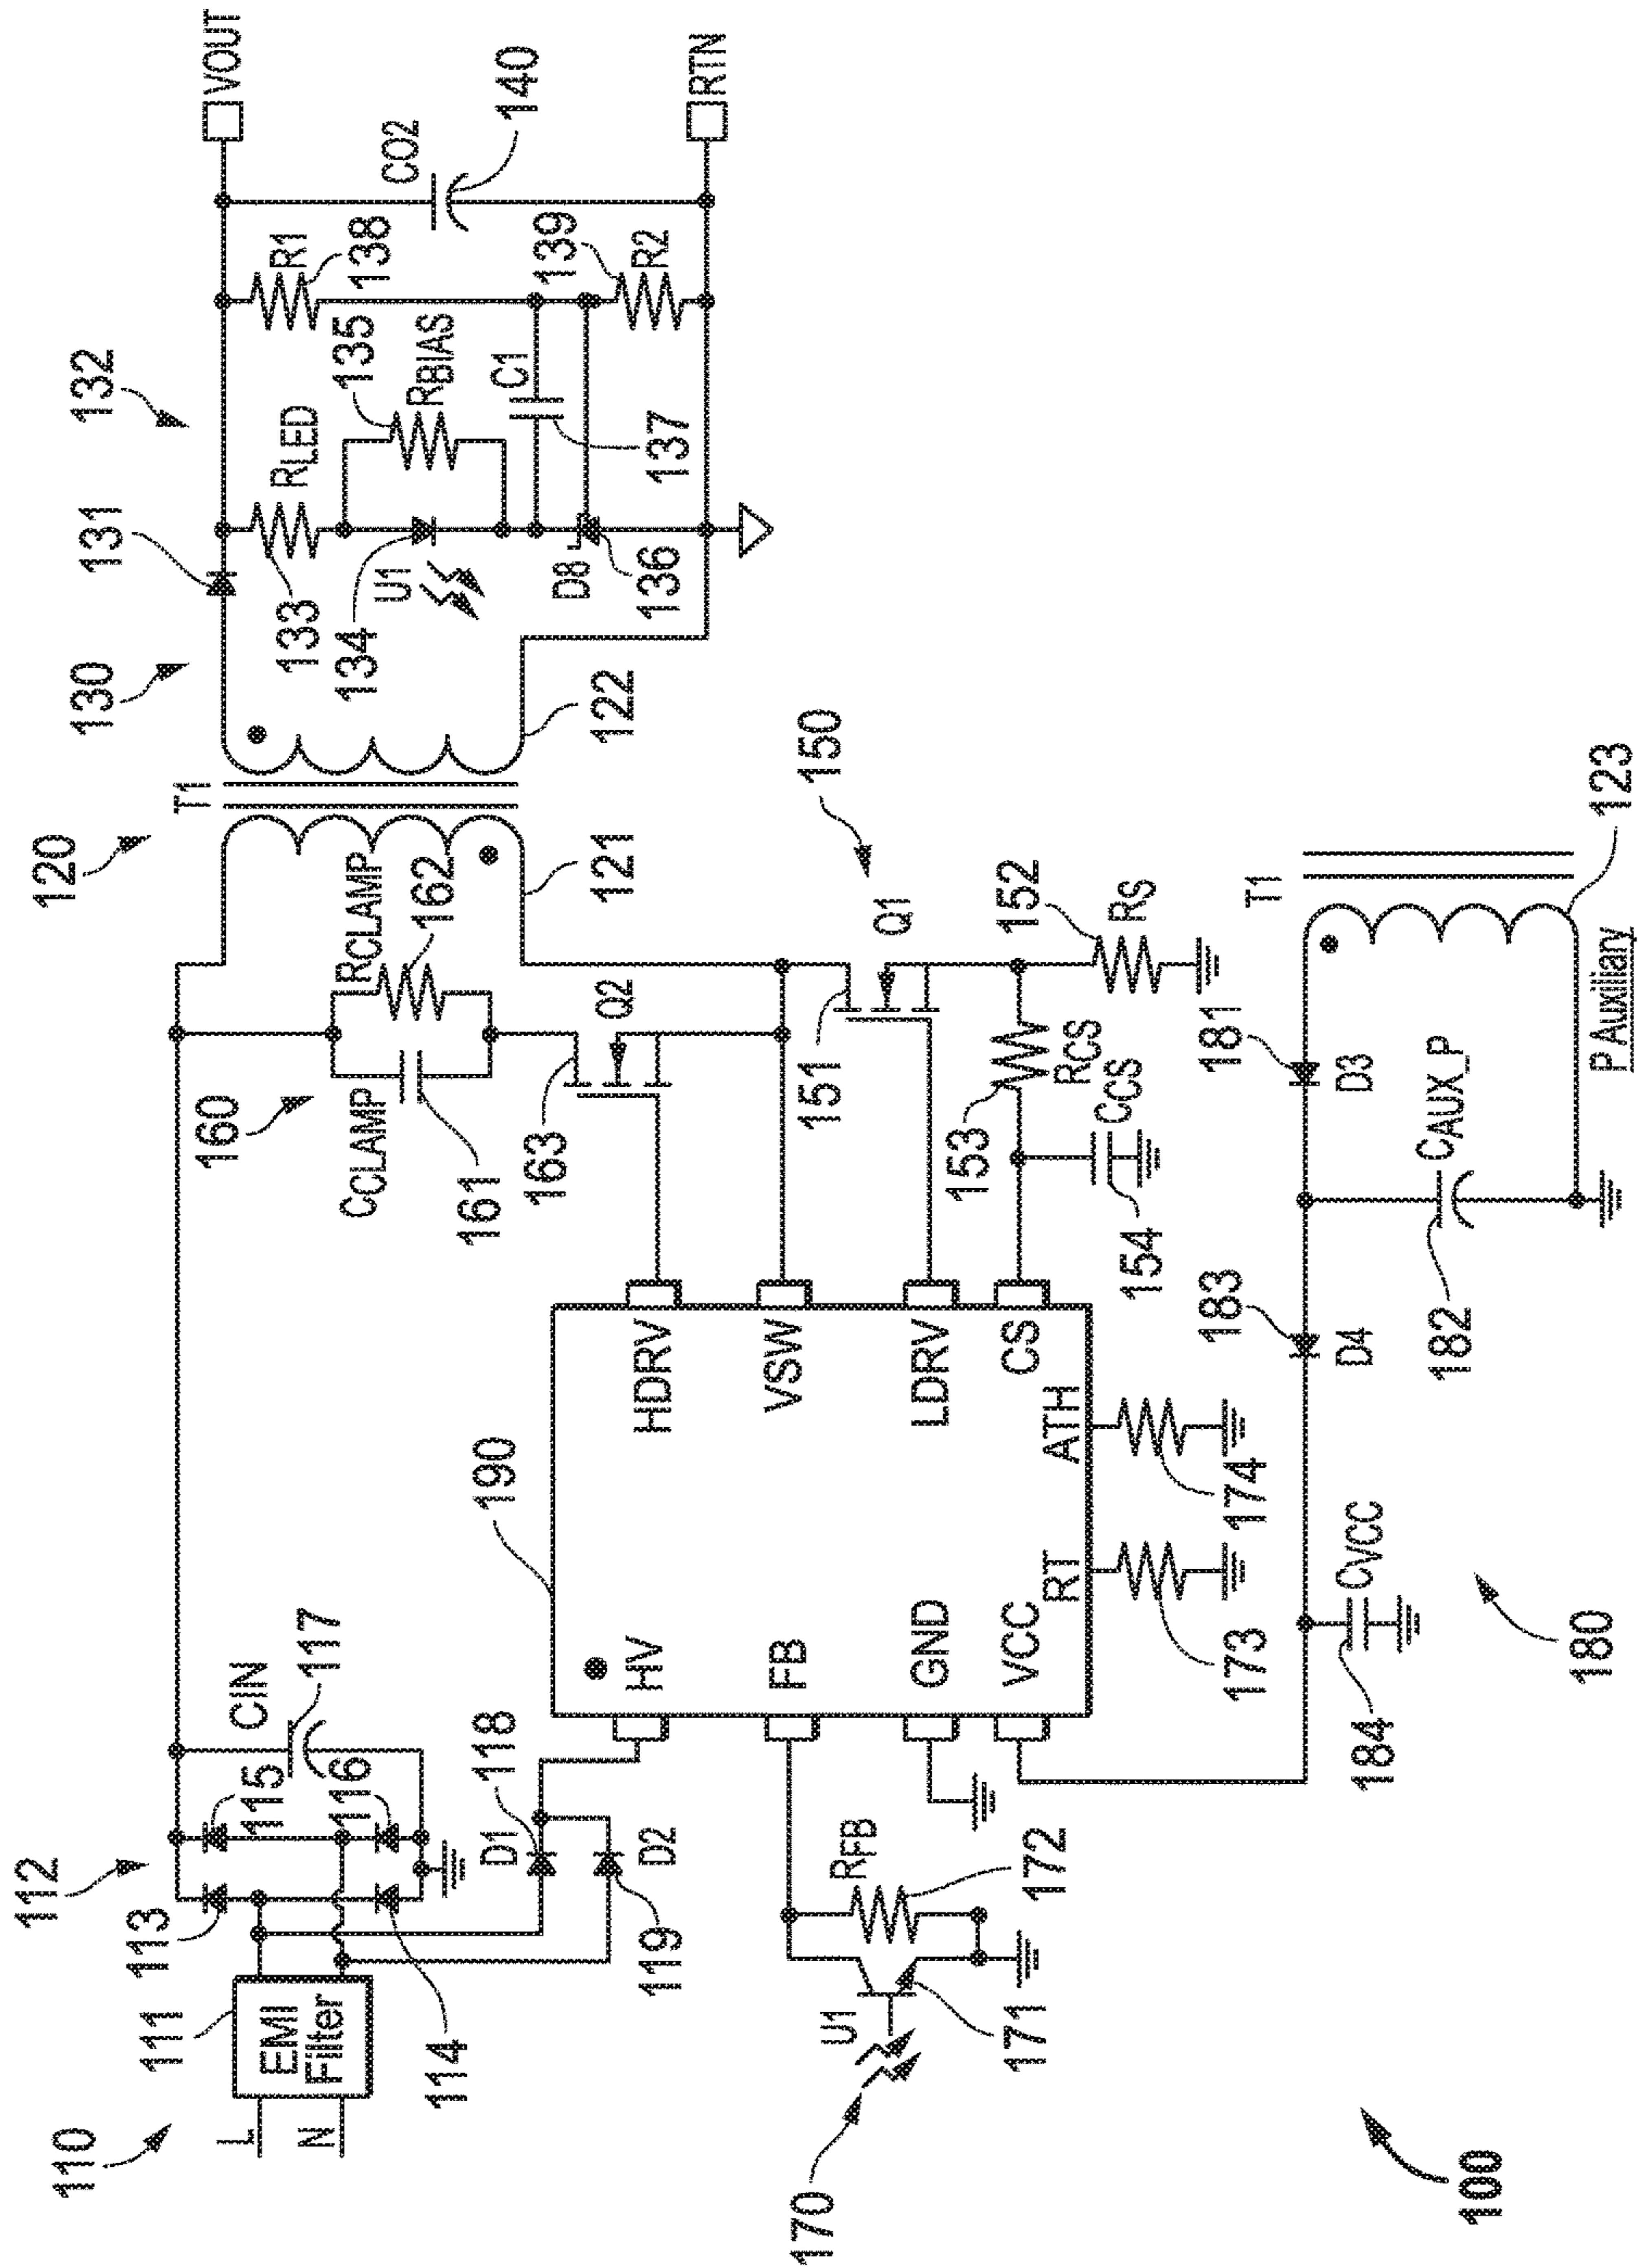 110
L
N
111
EMI
Filter
112
113
114
115
116
CIN
117
D1
118
D2
119
120
T1
121
122
130
131
132
RLED
133
134
U1
135
RBIAS
D8
136
C1
137
R1
138
139
R2
CO2
140
VOUT
RTN
160
CCLAMP
161
RCLAMP
162
163
Q2
150
151
Q1
152
RS
153
RCS
154
CCS
190
HV
FB
GND
VCC
HDRV
VSW
LDRV
CS
RT
ATH
173
174
170
U1
171
RFB
172
180
184
CVCC
183
D4
182
CAUX_P
181
D3
T1
123
P Auxiliary
100